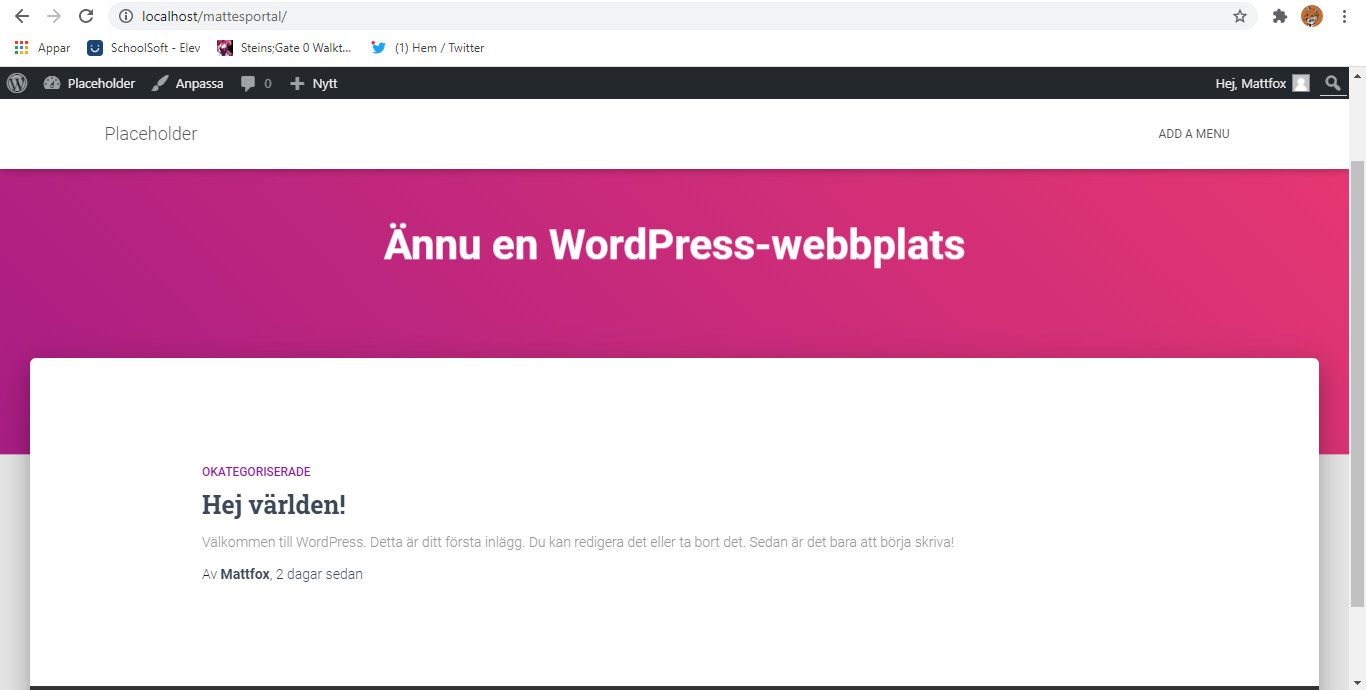 localhost/mattesportal/
Appar SchoolSoft - Elev Steins;Gate 0 Walkt... (1) Hem / Twitter
Placeholder Anpassa 0 Nytt Hej, Mattfox
Placeholder ADD A MENU
Ännu en WordPress-webbplats
OKATEGORISERADE
Hej världen!
Välkommen till WordPress. Detta är ditt första inlägg. Du kan redigera det eller ta bort det. Sedan är det bara att börja skriva!
Av Mattfox, 2 dagar sedan